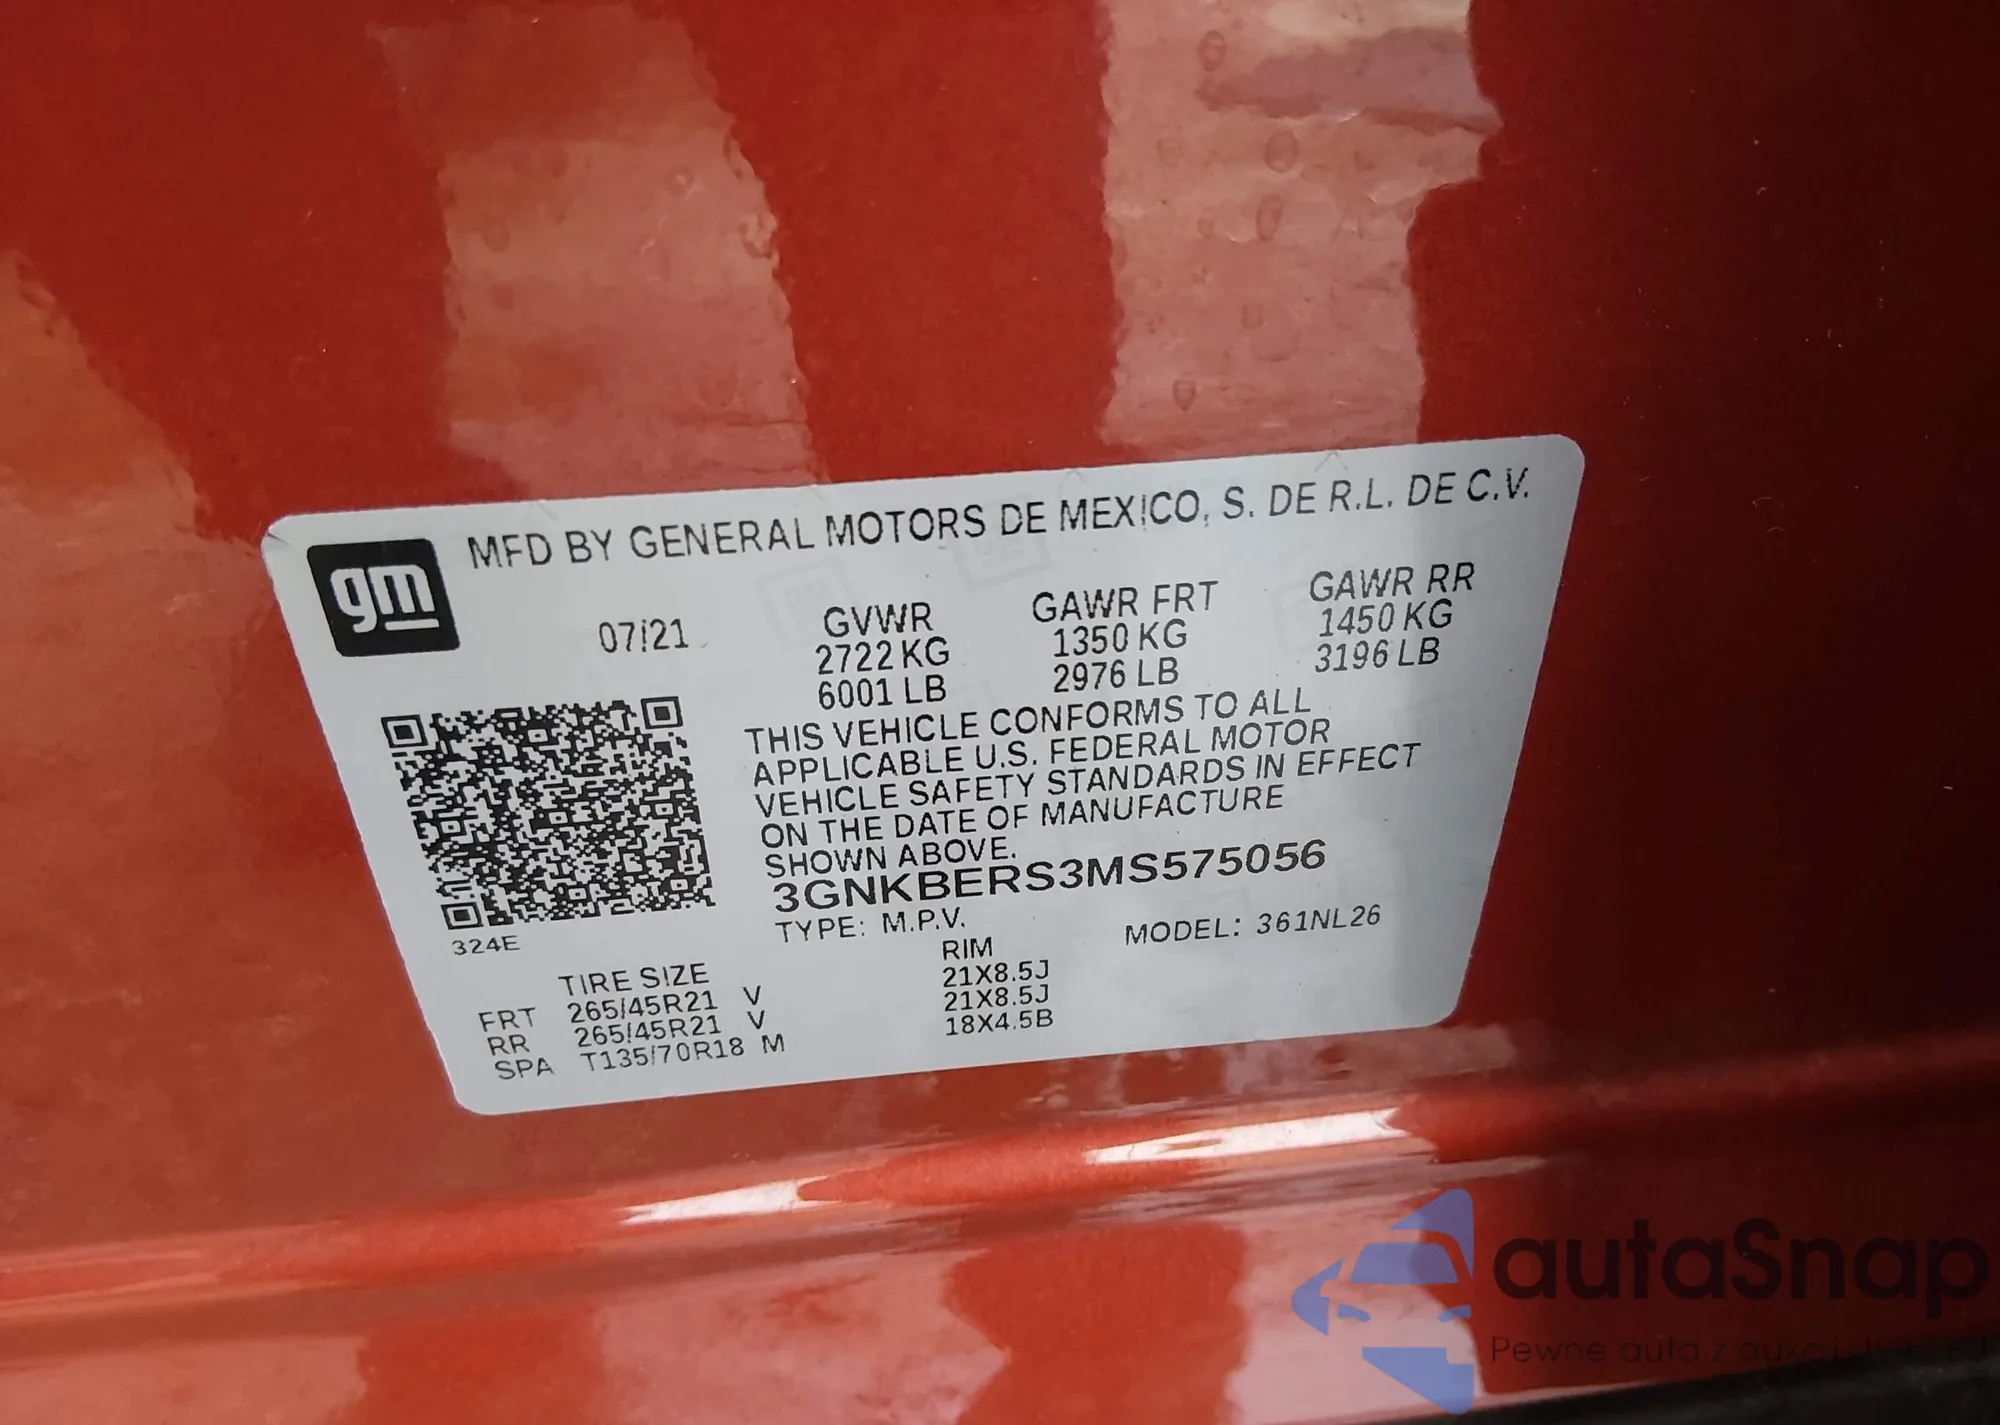 gm
MFD BY GENERAL MOTORS DE MEXICO, S. DE R.L. DE C.V.
07/21
GVWR GAWR FRT GAWR RR
2722 KG 1350 KG 1450 KG
6001 LB 2976 LB 3196 LB
THIS VEHICLE CONFORMS TO ALL
APPLICABLE U.S. FEDERAL MOTOR
VEHICLE SAFETY STANDARDS IN EFFECT
ON THE DATE OF MANUFACTURE
SHOWN ABOVE.
3GNKBERS3MS575056
TYPE: M.P.V. MODEL: 361NL26
324E
TIRE SIZE RIM
FRT 265/45R21 V 21X8.5J
RR 265/45R21 V 21X8.5J
SPA T135/70R18 M 18X4.5B
autaSnap
Pewne auta z